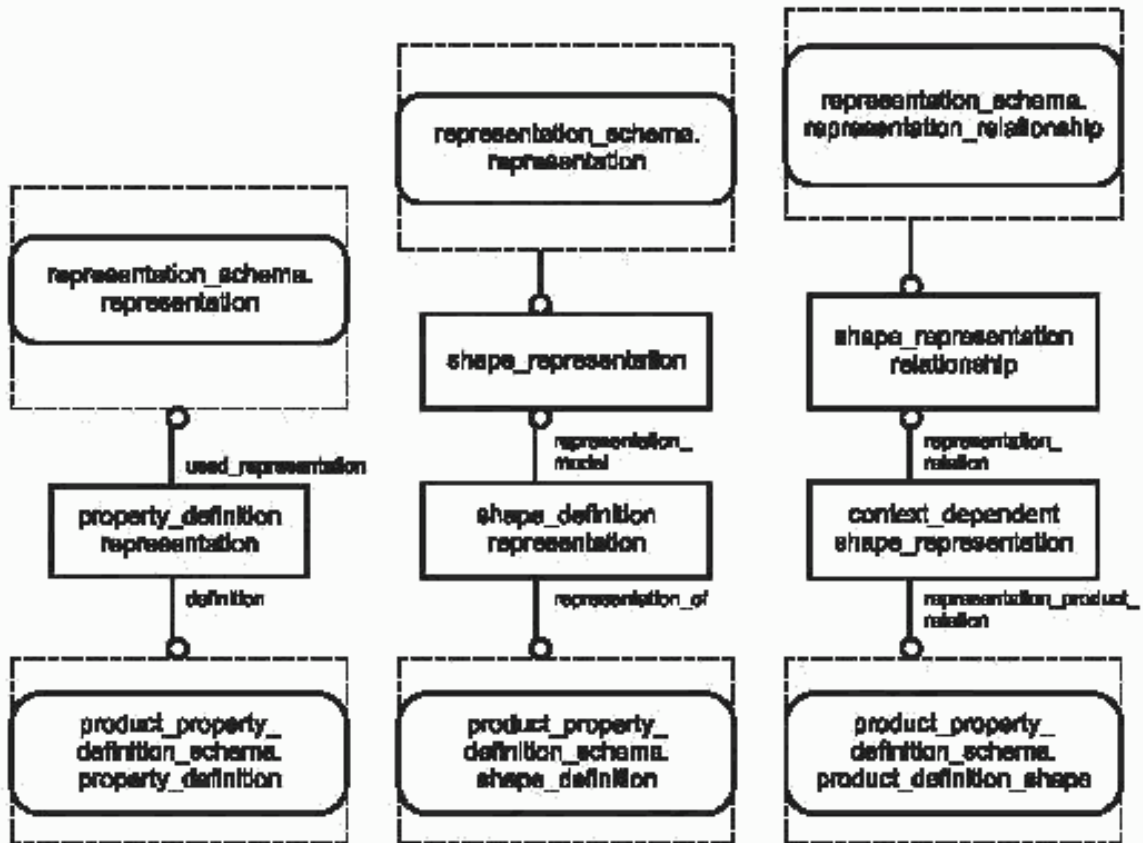 representation_schema.
representation
used_representation
property_definition
representation
definition
product_property_
definition_schema.
property_definition
representation_schema.
representation
shape_representation
representation_
model
shape_definition
representation
representation_of
product_property_
definition_schema.
shape_definition
representation_schema.
representation_relationship
shape_representation
relationship
representation_
relation
context_dependent
shape_representation
representation_product_
relation
product_property_
definition_schema.
product_definition_shape